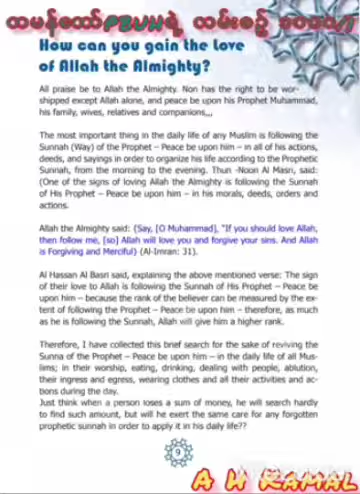 How can you gain the Love
of Allah the Almighty?
All praise be to Allah the Almighty. Non has the right to be wor-
shipped except Allah alone, and peace be upon his Prophet Muhammad,
his family, wives, relatives and companions,,,
The most important thing in the daily life of any Muslim is following the
Sunnah (Way) of the Prophet – Peace be upon him – in all of his actions,
deeds, and sayings in order to organize his life according to the Prophetic
Sunnah, from the morning to the evening. Thun -Noon Al Masri, said:
(One of the signs of loving Allah the Almighty is following the Sunnah
of His Prophet – Peace be upon him – in his morals, deeds, orders and
actions.
Allah the Almighty said: (Say, [O Muhammad], "If you should love Allah,
then follow me, [so] Allah will love you and forgive your sins. And Allah
is Forgiving and Merciful) (Al-Imran: 31).
Al Hassan Al Basri said, explaining the above mentioned verse: The sign
of their love to Allah is following the Sunnah of His Prophet – Peace be
upon him – because the rank of the believer can be measured by the ex-
tent of following the Prophet – Peace be upon him – therefore, as much
as he is following the Sunnah, Allah will give him a higher rank.
Therefore, I have collected this brief search for the sake of reviving the
Sunna of the Prophet – Peace be upon him – in the daily life of all Mus-
lims; in their worship, eating, drinking, dealing with people, ablution,
their ingress and egress, wearing clothes and all their activities and ac-
tions during the day.
Just think when a person loses a sum of money, he will search hardly
to find such amount, but will he exert the same care for any forgotten
prophetic sunnah in order to apply it in his daily life??
9
A W KAMAL